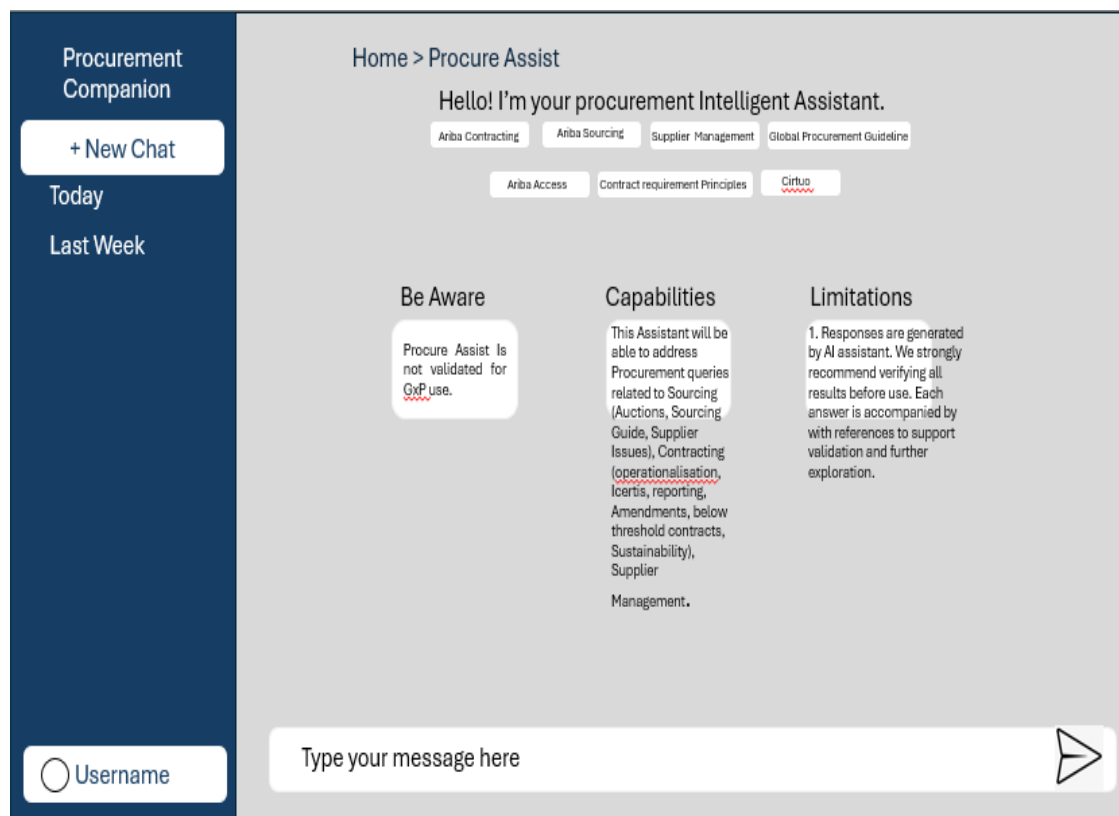 Procurement
Companion
+ New Chat
Today
Last Week
Username
Home > Procure Assist
Hello! I'm your procurement Intelligent Assistant.
Ariba Contracting
Ariba Sourcing
Supplier Management
Global Procurement Guideline
Ariba Access
Contract requirement Principles
Cirtuo
Be Aware
Procure Assist Is
not validated for
GxP use.
Capabilities
This Assistant will be
able to address
Procurement queries
related to Sourcing
(Auctions, Sourcing
Guide, Supplier
Issues), Contracting
(operationalisation,
Icertis, reporting,
Amendments, below
threshold contracts,
Sustainability),
Supplier
Management.
Limitations
1. Responses are generated
by AI assistant. We strongly
recommend verifying all
results before use. Each
answer is accompanied by
with references to support
validation and further
exploration.
Type your message here